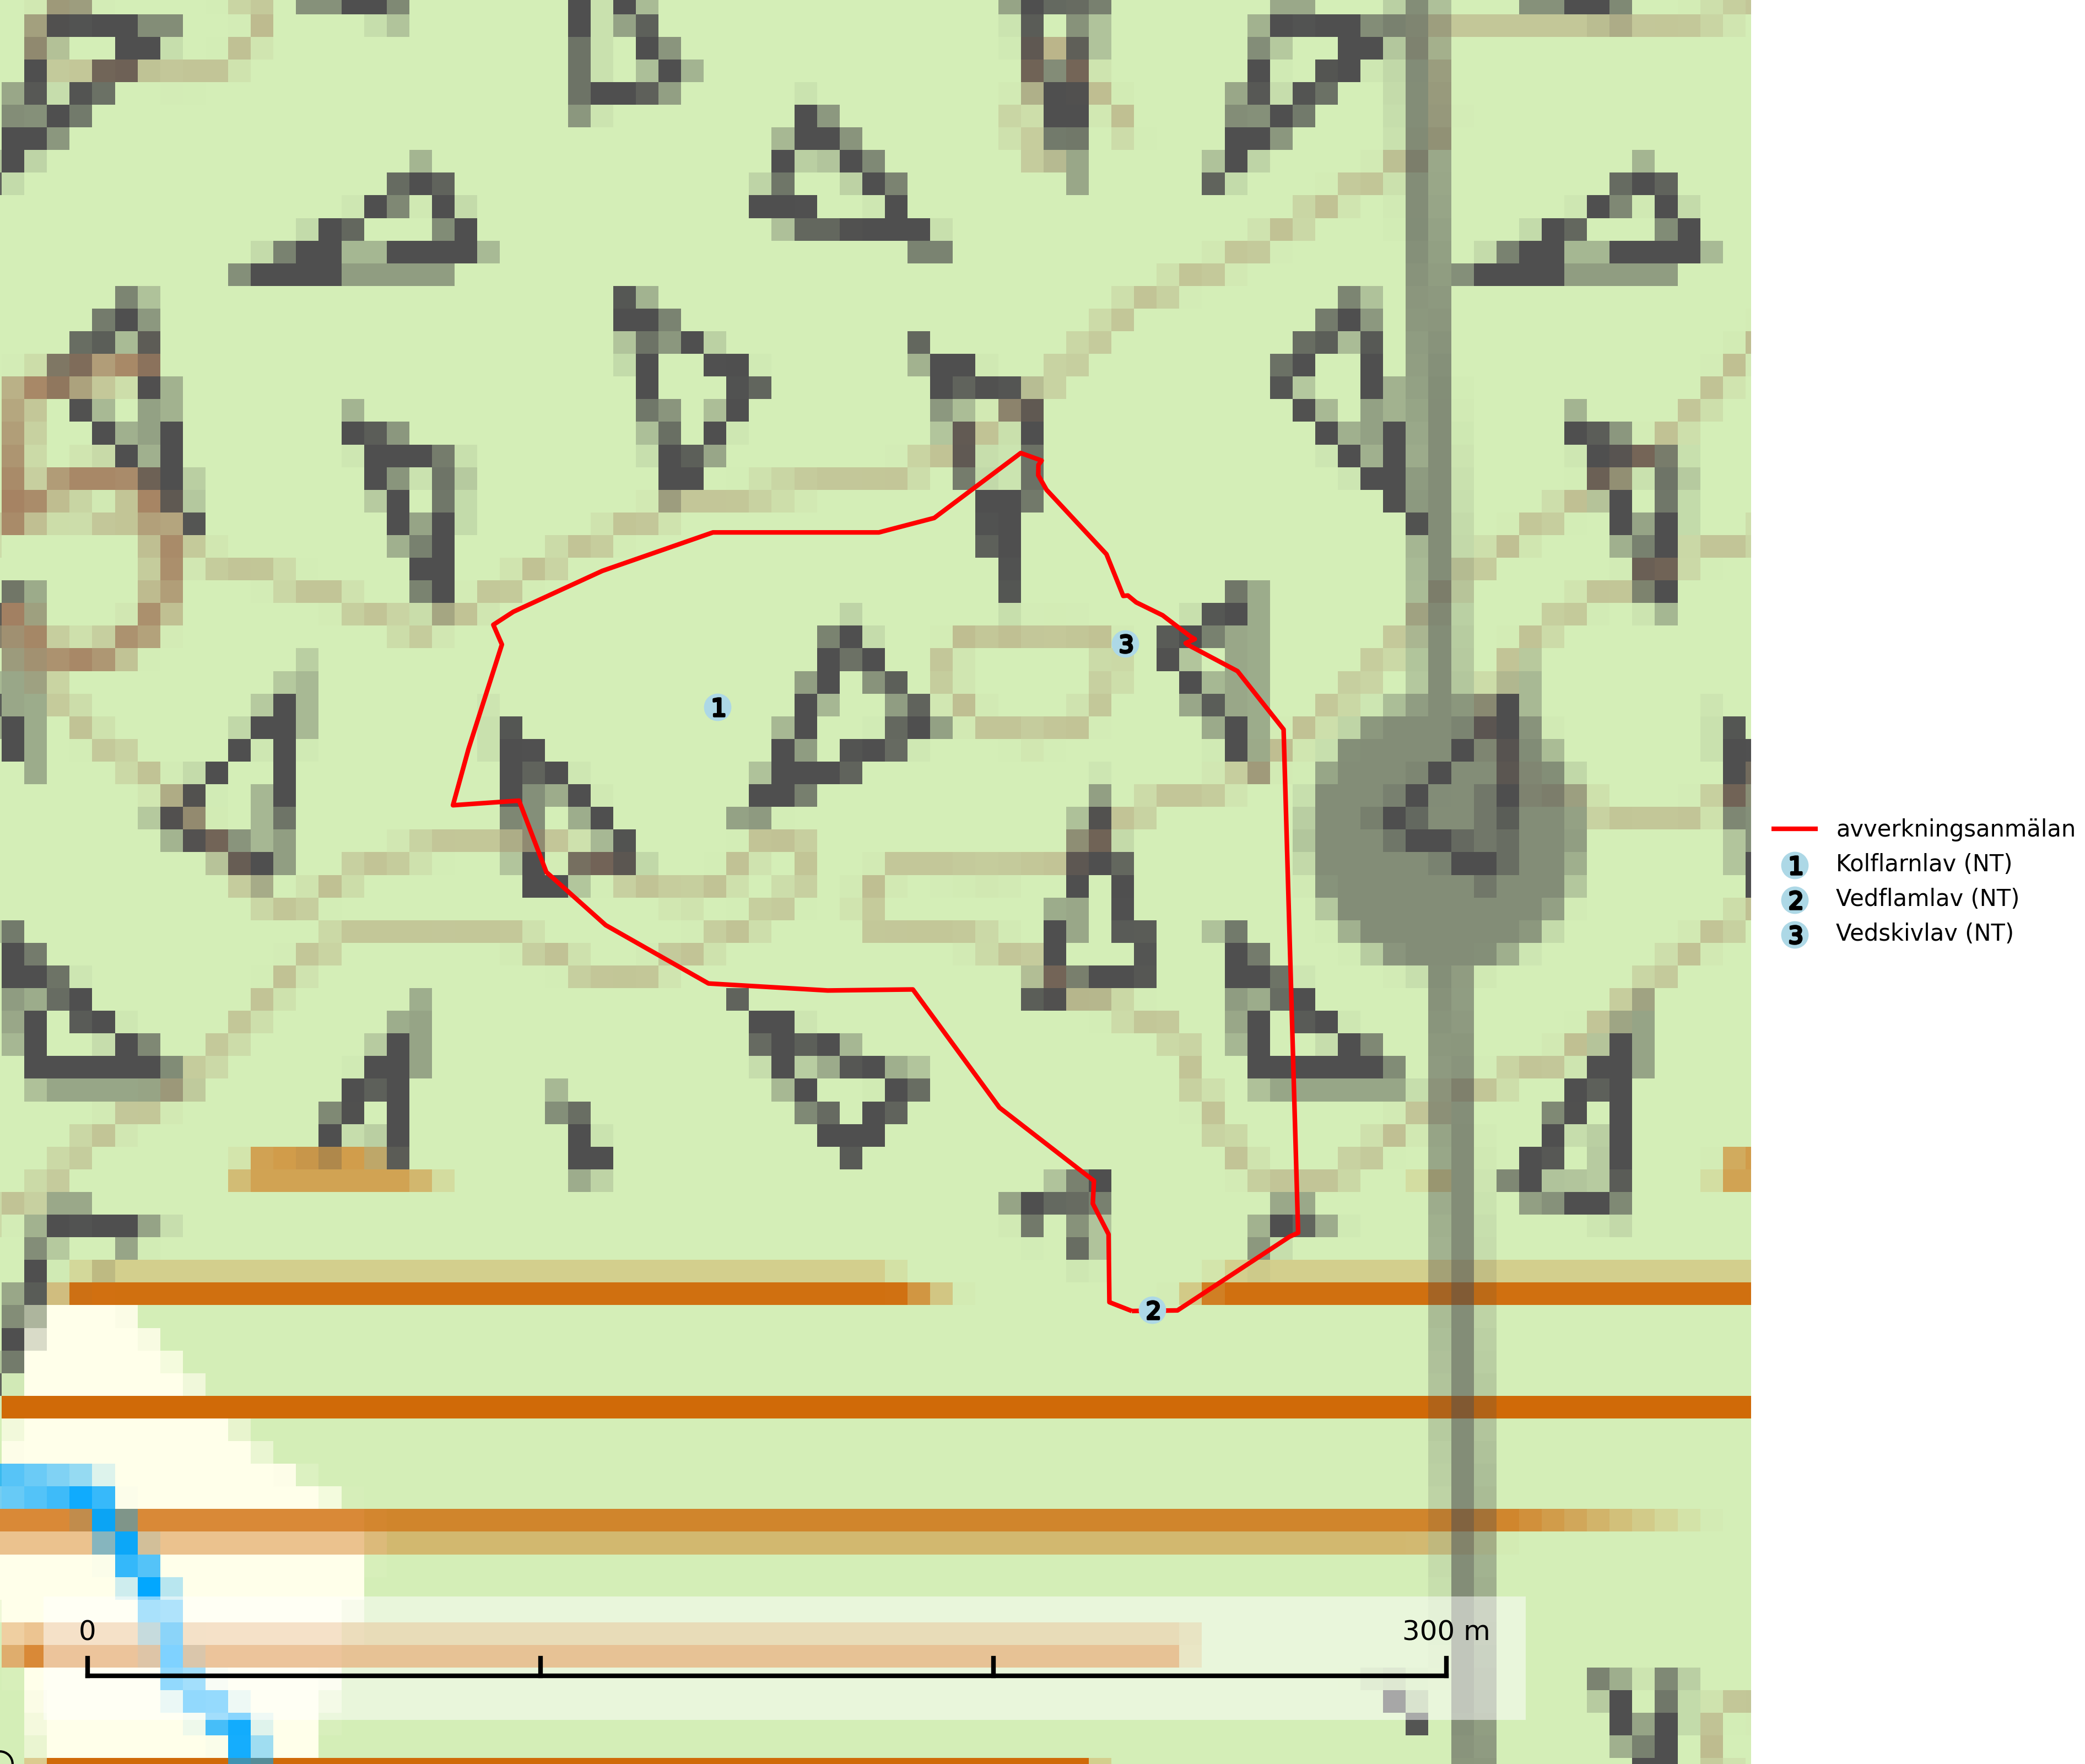 3
1
2
avverkningsanmälan
1 Kolflarnlav (NT)
2 Vedflamlav (NT)
3 Vedskivlav (NT)
0 300 m